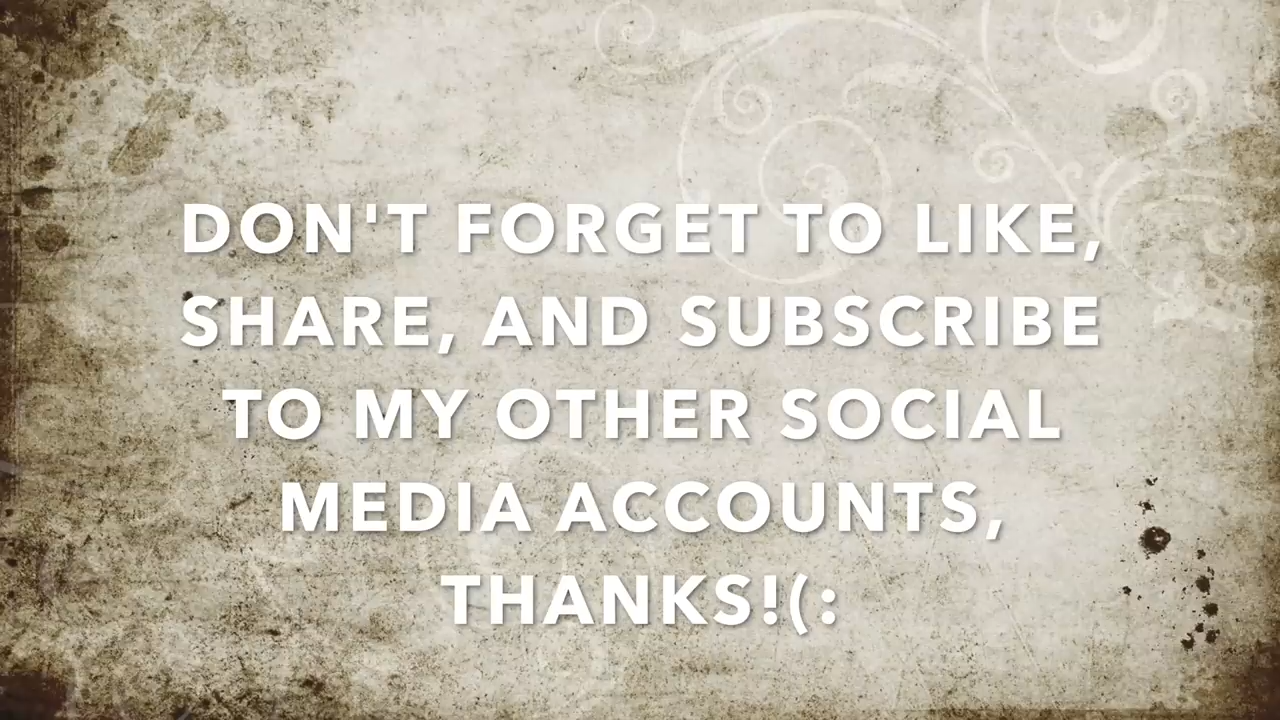 DON'T FORGET TO LIKE,
SHARE, AND SUBSCRIBE
TO MY OTHER SOCIAL
MEDIA ACCOUNTS,
THANKS!(: